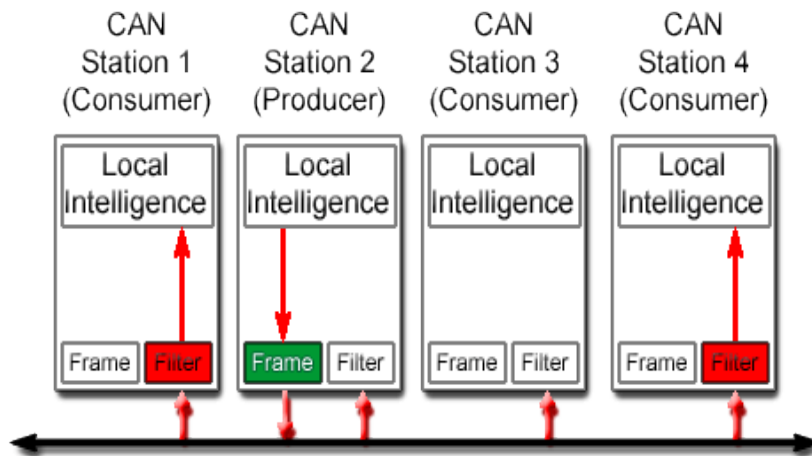 CAN
Station 1
(Consumer)
CAN
Station 2
(Producer)
CAN
Station 3
(Consumer)
CAN
Station 4
(Consumer)
Local
Intelligence
Local
Intelligence
Local
Intelligence
Local
Intelligence
Frame
Filter
Frame
Filter
Frame
Filter
Frame
Filter